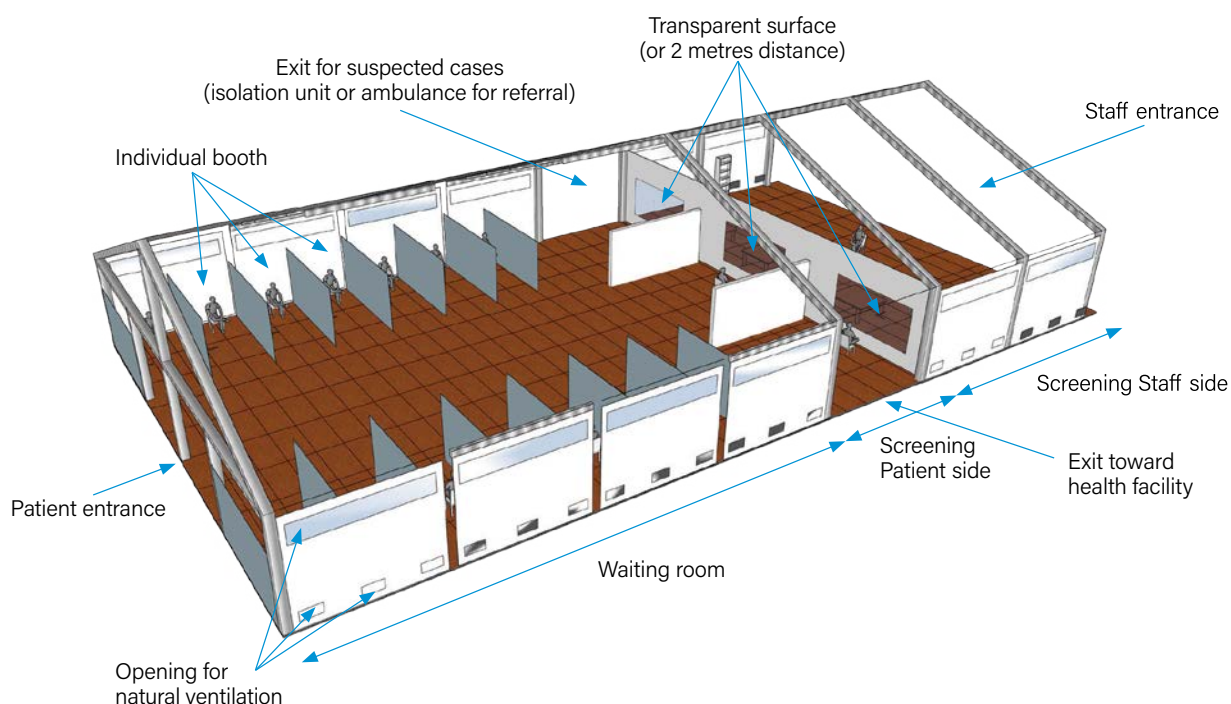 Transparent surface
(or 2 metres distance)
Exit for suspected cases
(isolation unit or ambulance for referral)
Staff entrance
Individual booth
Screening Staff side
Screening
Patient side
Exit toward
health facility
Patient entrance
Waiting room
Opening for
natural ventilation